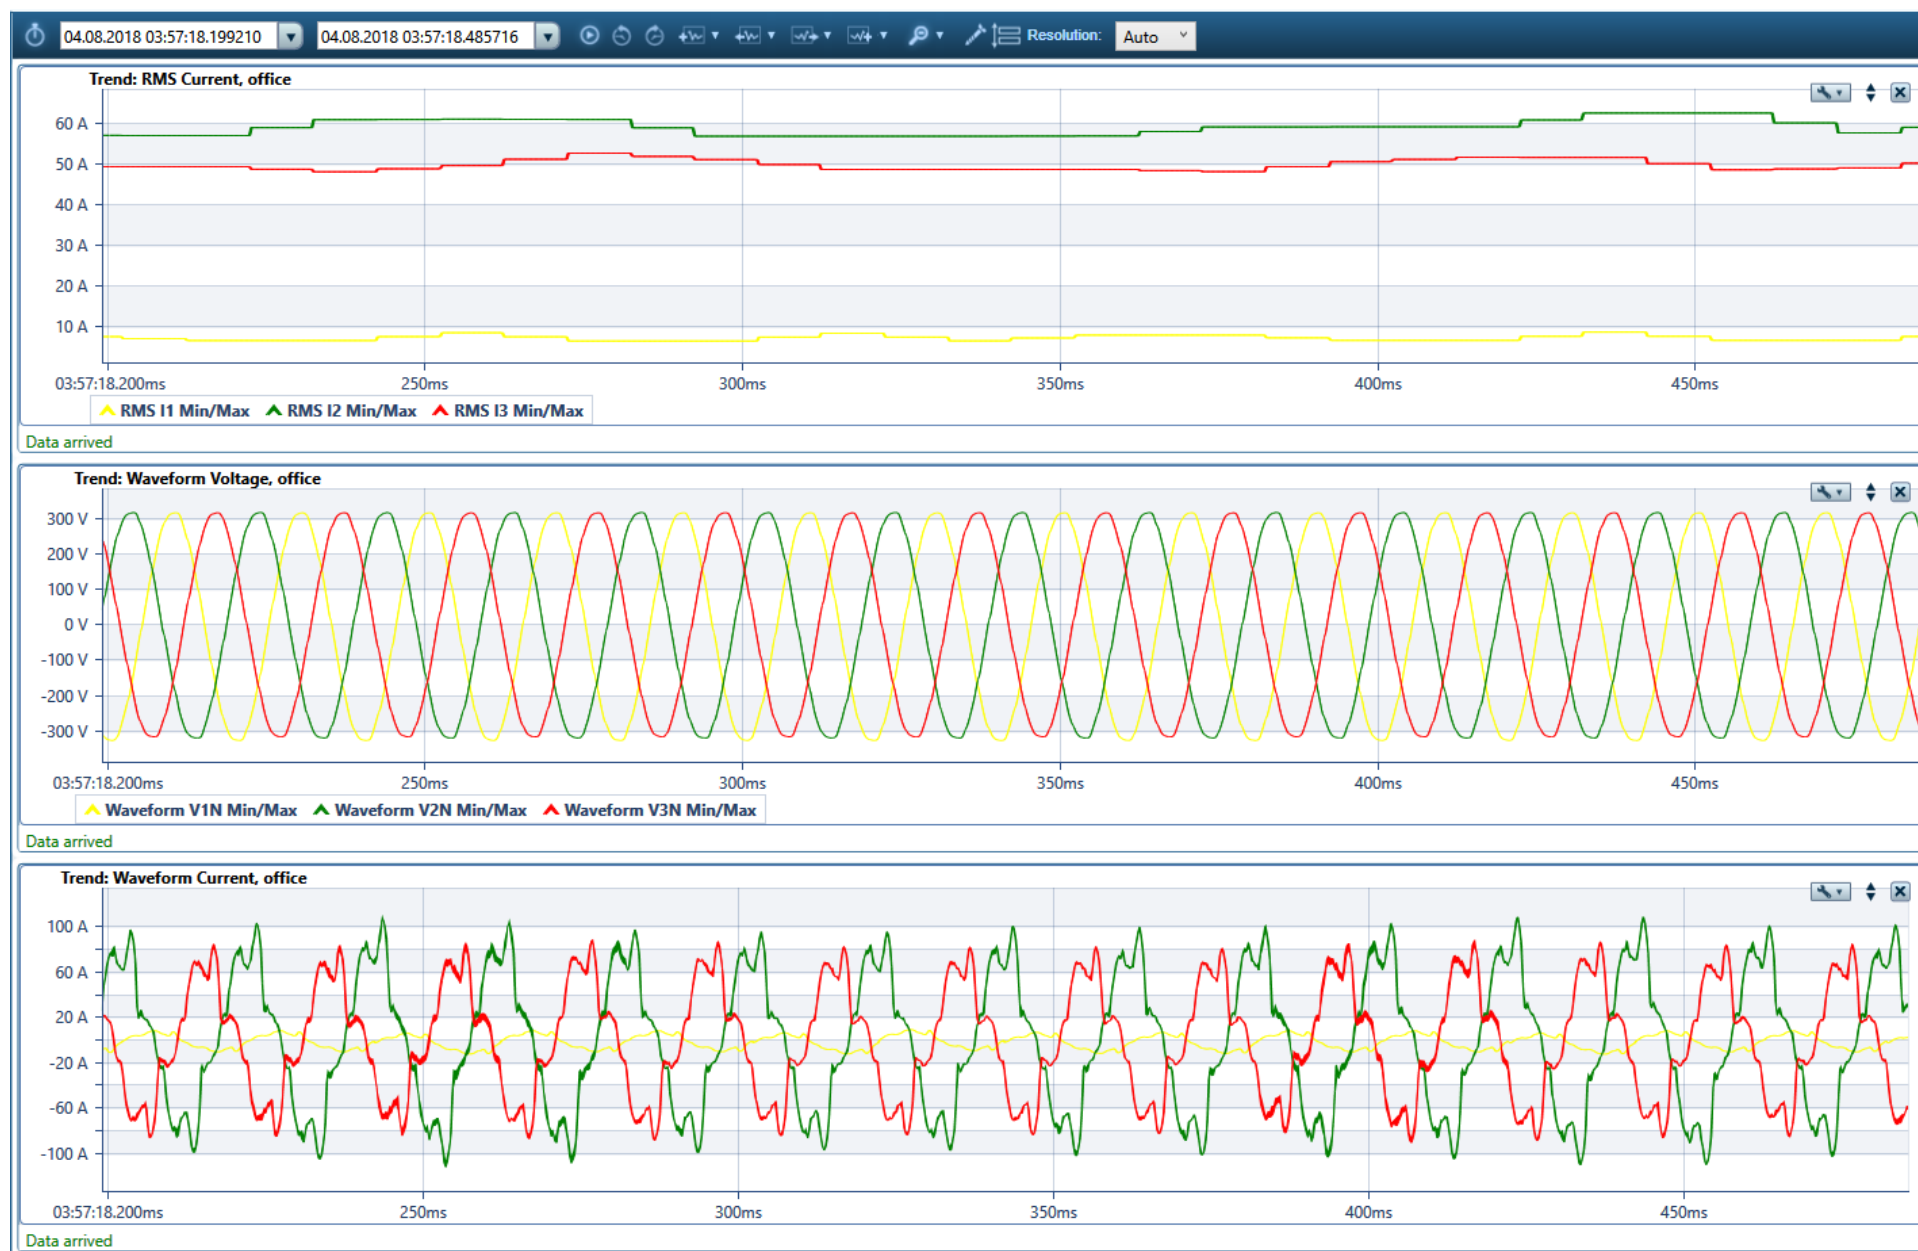 04.08.2018 03:57:18.199210 04.08.2018 03:57:18.485716 Resolution: Auto
Trend: RMS Current, office
60 A
50 A
40 A
30 A
20 A
10 A
03:57:18.200ms 250ms 300ms 350ms 400ms 450ms
RMS I1 Min/Max RMS I2 Min/Max RMS I3 Min/Max
Data arrived
Trend: Waveform Voltage, office
300 V
200 V
100 V
0 V
-100 V
-200 V
-300 V
03:57:18.200ms 250ms 300ms 350ms 400ms 450ms
Waveform V1N Min/Max Waveform V2N Min/Max Waveform V3N Min/Max
Data arrived
Trend: Waveform Current, office
100 A
60 A
20 A
-20 A
-60 A
-100 A
03:57:18.200ms 250ms 300ms 350ms 400ms 450ms
Data arrived